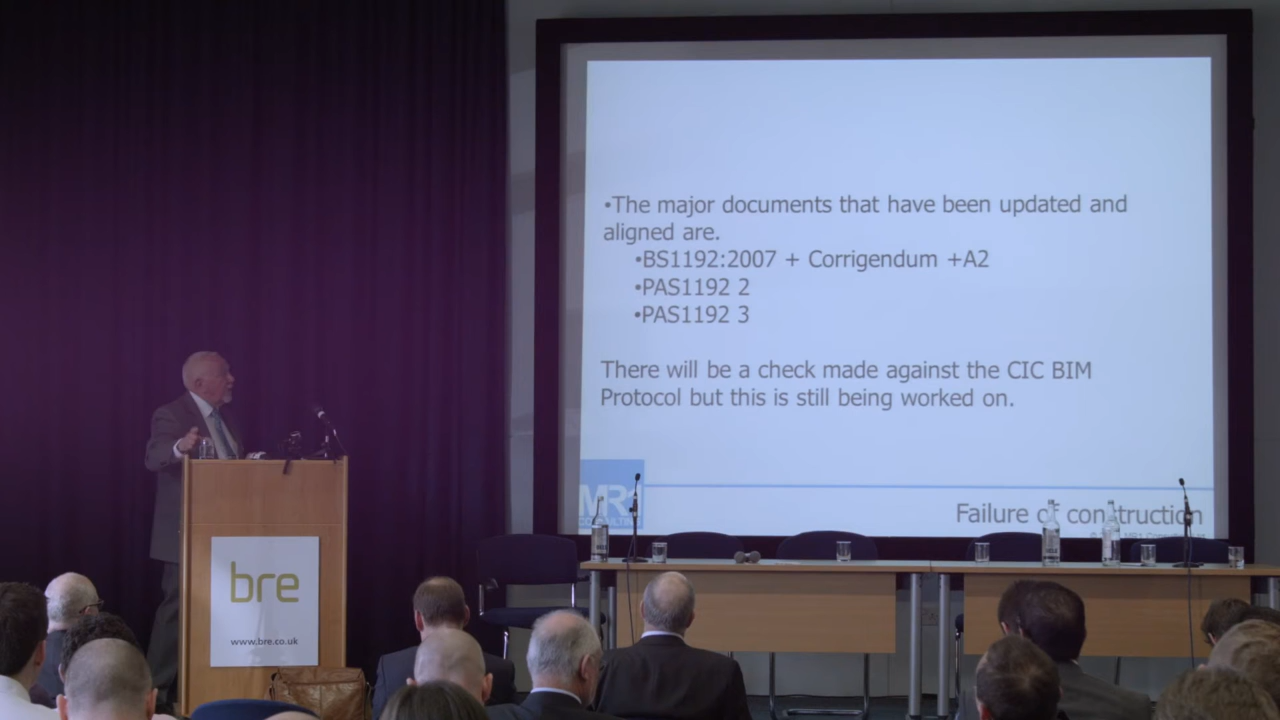 •The major documents that have been updated and
aligned are.
•BS1192:2007 + Corrigendum +A2
•PAS1192 2
•PAS1192 3
There will be a check made against the CIC BIM
Protocol but this is still being worked on.
MR1
CONSULTING
Failure of construction
bre
www.bre.co.uk